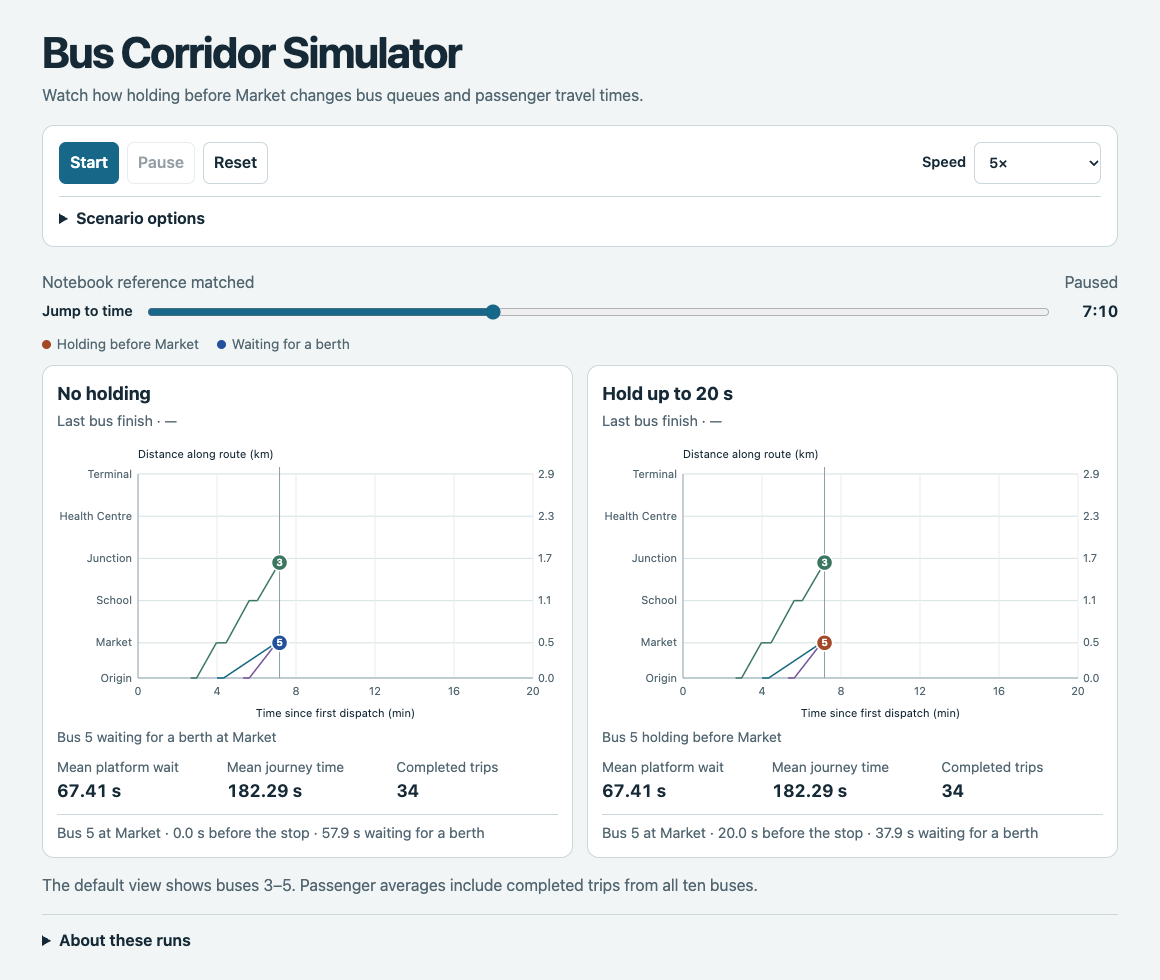 Bus Corridor Simulator
Watch how holding before Market changes bus queues and passenger travel times.
Start Pause Reset Speed 5×
Scenario options
Notebook reference matched Paused
Jump to time 7:10
Holding before Market Waiting for a berth
No holding
Last bus finish · —
Distance along route (km)
Terminal 2.9
Health Centre 2.3
Junction 1.7
3
School 1.1
Market 5 0.5
Origin 0.0
0 4 8 12 16 20
Time since first dispatch (min)
Bus 5 waiting for a berth at Market
Mean platform wait Mean journey time Completed trips
67.41 s 182.29 s 34
Bus 5 at Market · 0.0 s before the stop · 57.9 s waiting for a berth
Hold up to 20 s
Last bus finish · —
Distance along route (km)
Terminal 2.9
Health Centre 2.3
Junction 1.7
3
School 1.1
Market 5 0.5
Origin 0.0
0 4 8 12 16 20
Time since first dispatch (min)
Bus 5 holding before Market
Mean platform wait Mean journey time Completed trips
67.41 s 182.29 s 34
Bus 5 at Market · 20.0 s before the stop · 37.9 s waiting for a berth
The default view shows buses 3–5. Passenger averages include completed trips from all ten buses.
About these runs